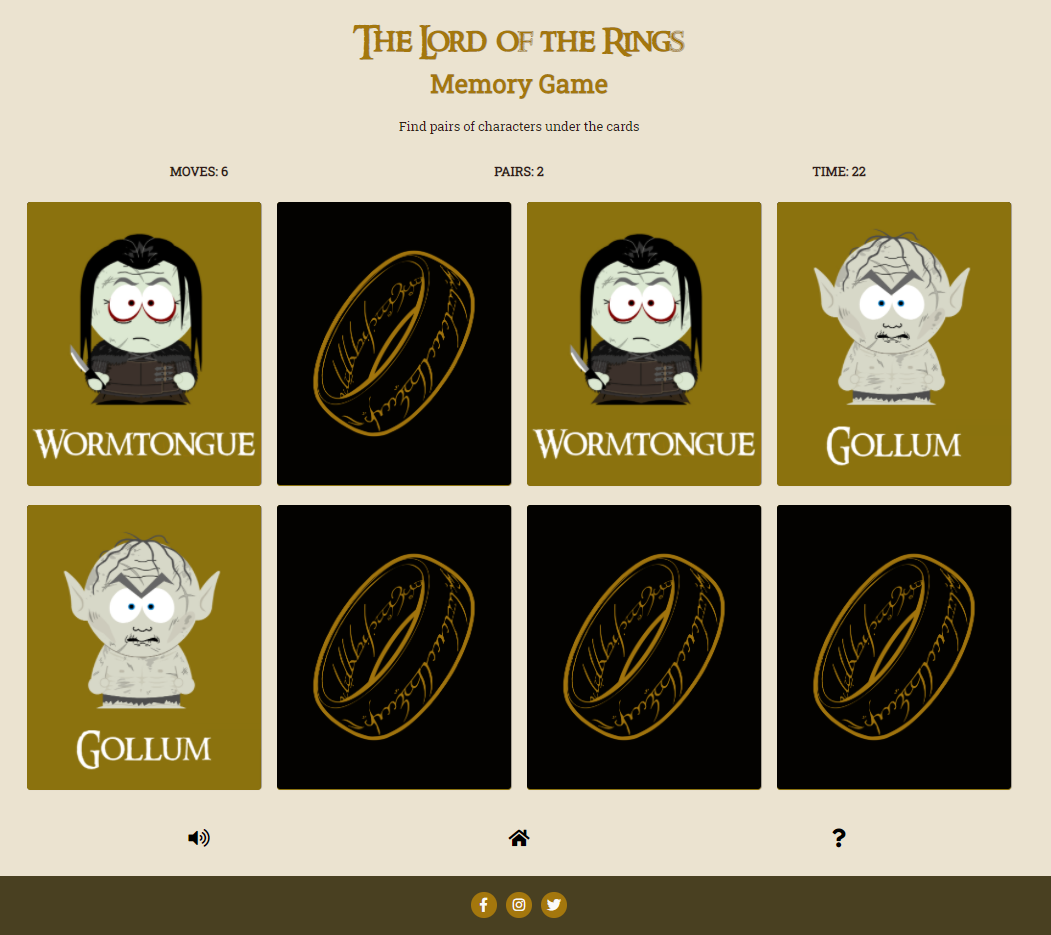 The Lord of the Rings
Memory Game
Find pairs of characters under the cards
MOVES: 6
PAIRS: 2
TIME: 22
Wormtongue
Wormtongue
Gollum
Gollum